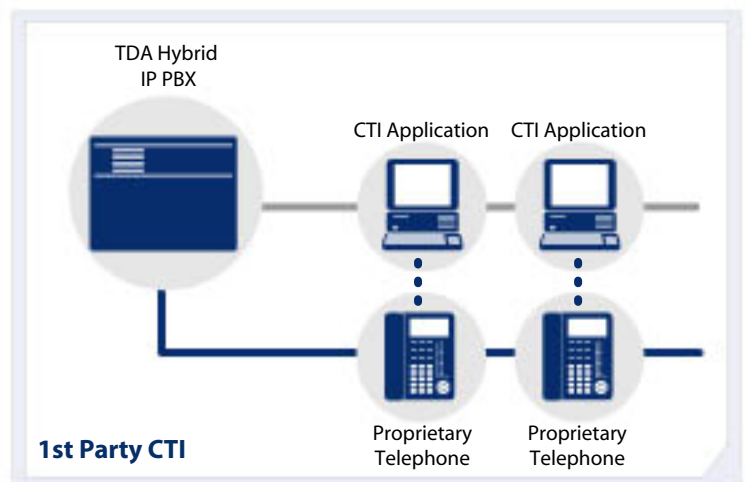 TDA Hybrid
IP PBX
CTI Application
CTI Application
Proprietary
Telephone
Proprietary
Telephone
1st Party CTI